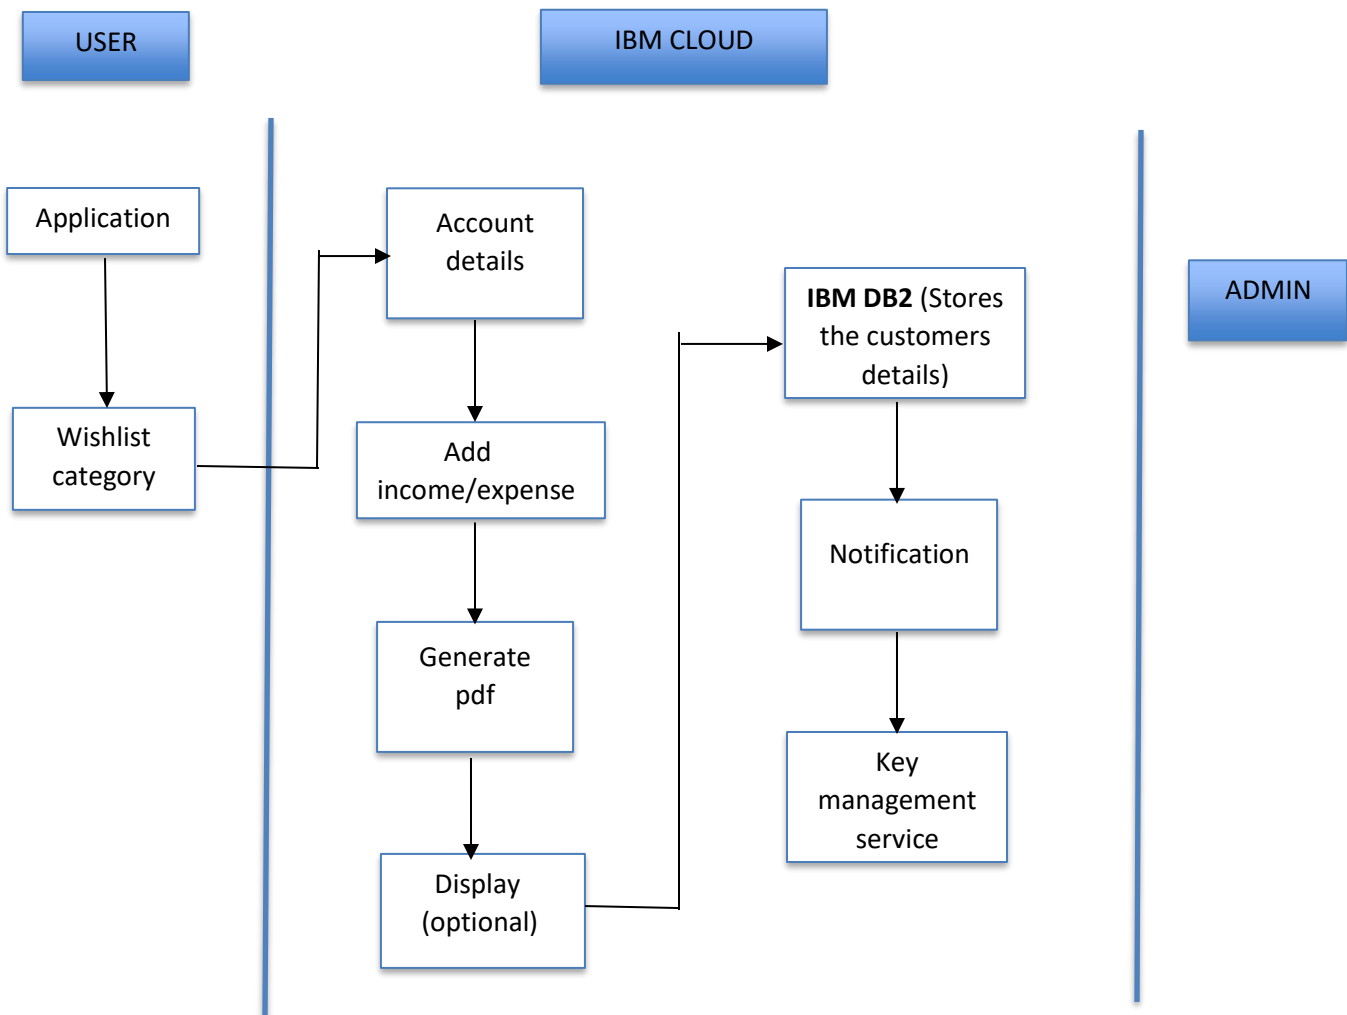 USER
IBM CLOUD
Application
Wishlist
category
Account
details
Add
income/expense
Generate
pdf
Display
(optional)
IBM DB2 (Stores
the customers
details)
Notification
Key
management
service
ADMIN